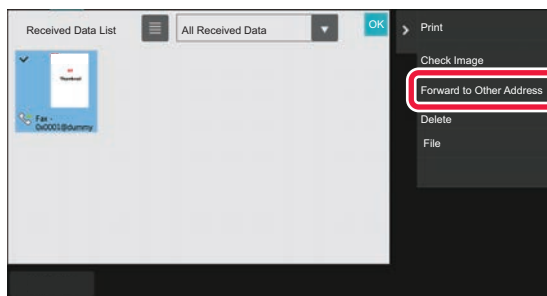 Received Data List
All Received Data
OK
Thumbnail
Fax -
0x0001@dummy
Print
Check Image
Forward to Other Address
Delete
File